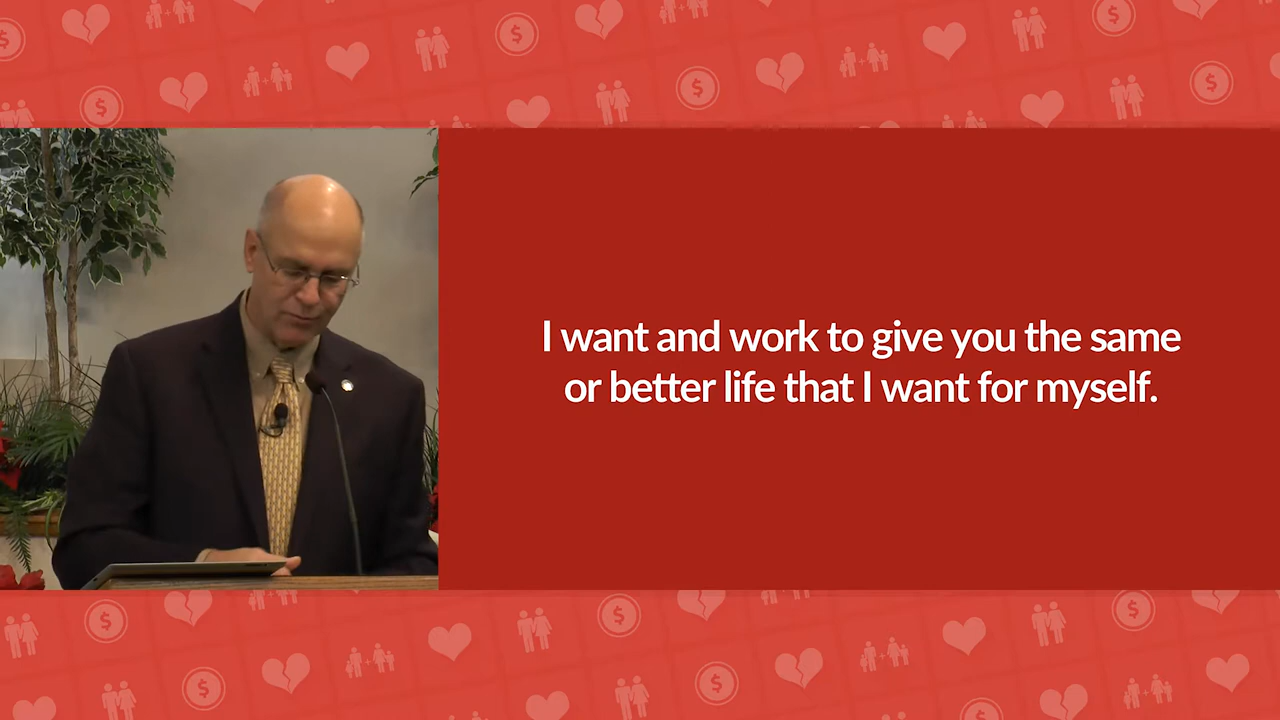 I want and work to give you the same
or better life that I want for myself.